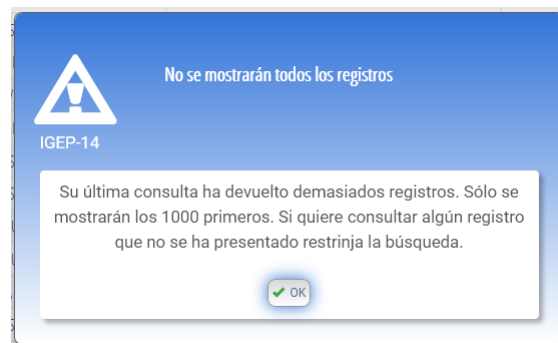 No se mostrarán todos los registros
IGEP-14
Su última consulta ha devuelto demasiados registros. Sólo se
mostrarán los 1000 primeros. Si quiere consultar algún registro
que no se ha presentado restrinja la búsqueda.
OK